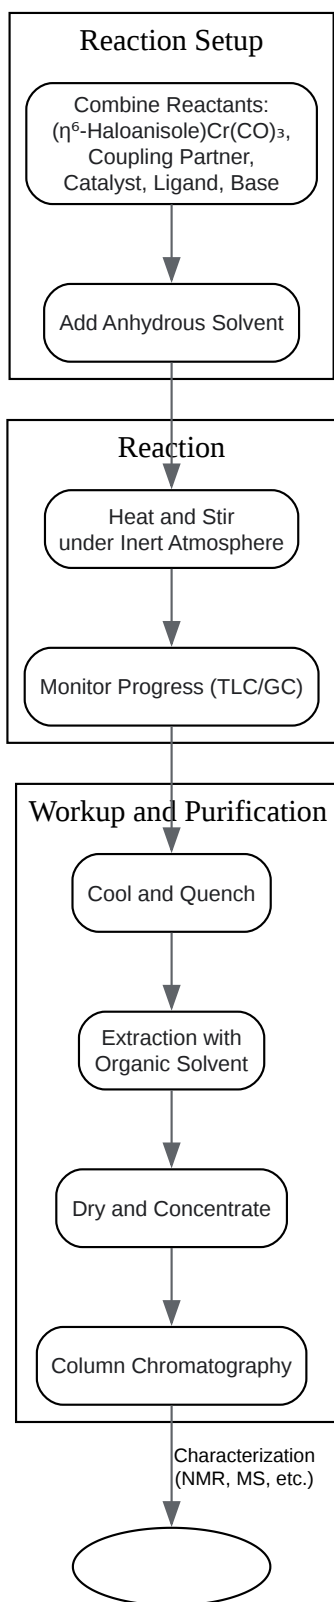 Reaction Setup
Combine Reactants:
(η⁶-Haloanisole)Cr(CO)₃,
Coupling Partner,
Catalyst, Ligand, Base
Add Anhydrous Solvent
Reaction
Heat and Stir
under Inert Atmosphere
Monitor Progress (TLC/GC)
Workup and Purification
Cool and Quench
Extraction with
Organic Solvent
Dry and Concentrate
Column Chromatography
Characterization
(NMR, MS, etc.)